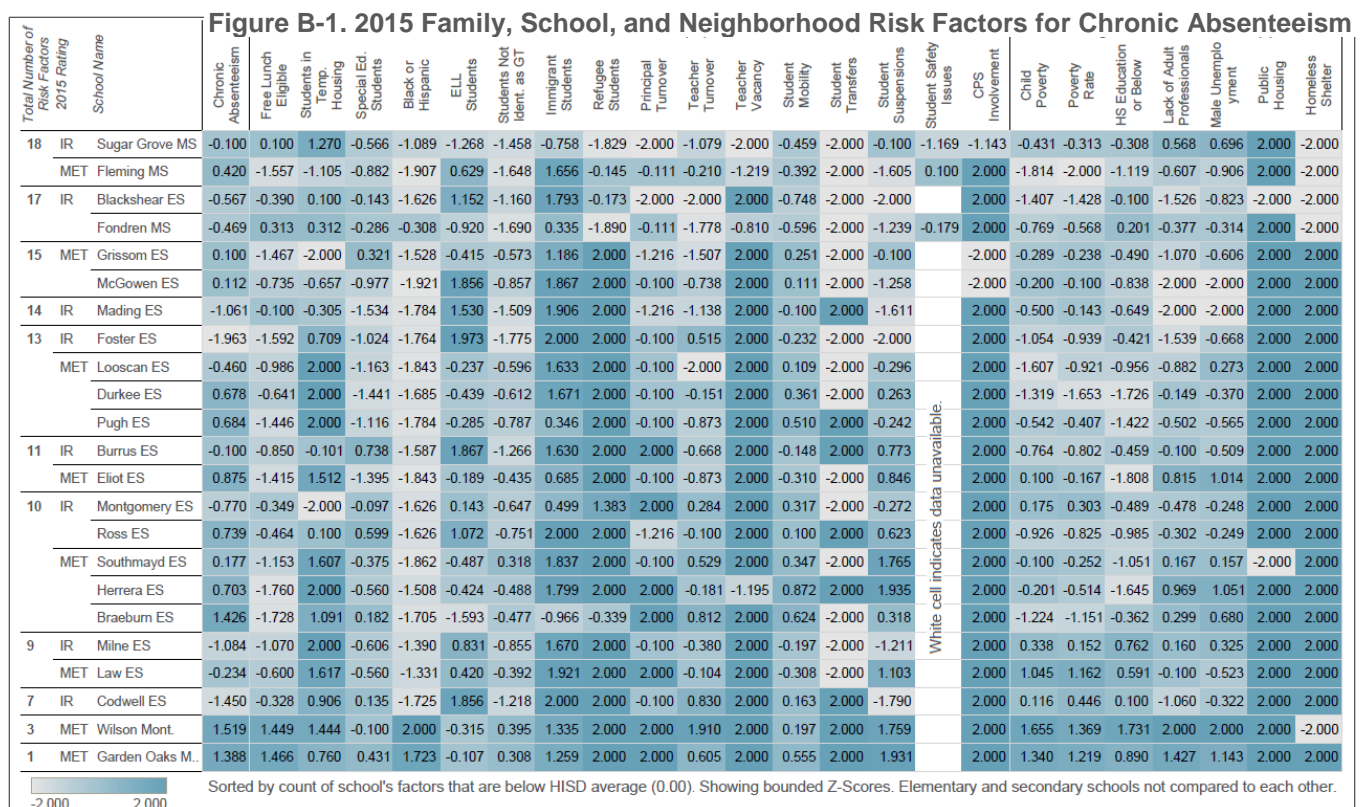 Figure B-1. 2015 Family, School, and Neighborhood Risk Factors for Chronic Absenteeism
Total Number of
Risk Factors
2015 Rating
School Name
Chronic
Absenteeism
Free Lunch
Eligible
Students in
Temp.
Housing
Special Ed.
Students
Black or
Hispanic
ELL
Students
Students Not
Ident. as GT
Immigrant
Students
Refugee
Students
Principal
Turnover
Teacher
Turnover
Teacher
Vacancy
Student
Mobility
Student
Transfers
Student
Suspensions
Student Safety
Issues
CPS
Involvement
Child
Poverty
Poverty
Rate
HS Education
or Below
Lack of Adult
Professionals
Male Unemplo
yment
Public
Housing
Homeless
Shelter
18 IR Sugar Grove MS -0.100 0.100 1.270 -0.566 -1.089 -1.268 -1.458 -0.758 -1.829 -2.000 -1.079 -2.000 -0.459 -2.000 -0.100 -1.169 -1.143 -0.431 -0.313 -0.308 0.568 0.696 2.000 -2.000
MET Fleming MS 0.420 -1.557 -1.105 -0.882 -1.907 0.629 -1.648 1.656 -0.145 -0.111 -0.210 -1.219 -0.392 -2.000 -1.605 0.100 2.000 -1.814 -2.000 -1.119 -0.607 -0.906 2.000 -2.000
17 IR Blackshear ES -0.567 -0.390 0.100 -0.143 -1.626 1.152 -1.160 1.793 -0.173 -2.000 -2.000 2.000 -0.748 -2.000 -2.000 2.000 -1.407 -1.428 -0.100 -1.526 -0.823 -2.000 -2.000
Fondren MS -0.469 0.313 0.312 -0.286 -0.308 -0.920 -1.690 0.335 -1.890 -0.111 -1.778 -0.810 -0.596 -2.000 -1.239 -0.179 2.000 -0.769 -0.568 0.201 -0.377 -0.314 2.000 -2.000
15 MET Grissom ES 0.100 -1.467 -2.000 0.321 -1.528 -0.415 -0.573 1.186 2.000 -1.216 -1.507 2.000 0.251 -2.000 -0.100 -2.000 -0.289 -0.238 -0.490 -1.070 -0.606 2.000 2.000
McGowen ES 0.112 -0.735 -0.657 -0.977 -1.921 1.856 -0.857 1.867 2.000 -0.100 -0.738 2.000 0.111 -2.000 -1.258 -2.000 -0.200 -0.100 -0.838 -2.000 -2.000 2.000 2.000
14 IR Mading ES -1.061 -0.100 -0.305 -1.534 -1.784 1.530 -1.509 1.906 2.000 -1.216 -1.138 2.000 -0.100 2.000 -1.611 2.000 -0.500 -0.143 -0.649 -2.000 -2.000 2.000 2.000
13 IR Foster ES -1.963 -1.592 0.709 -1.024 -1.764 1.973 -1.775 2.000 2.000 -0.100 0.515 2.000 -0.232 -2.000 -2.000 2.000 -1.054 -0.939 -0.421 -1.539 -0.668 2.000 2.000
MET Looscan ES -0.460 -0.986 2.000 -1.163 -1.843 -0.237 -0.596 1.633 2.000 -0.100 -2.000 2.000 0.109 -2.000 -0.296 2.000 -1.607 -0.921 -0.956 -0.882 0.273 2.000 2.000
Durkee ES 0.678 -0.641 2.000 -1.441 -1.685 -0.439 -0.612 1.671 2.000 -0.100 -0.151 2.000 0.361 -2.000 0.263 2.000 -1.319 -1.653 -1.726 -0.149 -0.370 2.000 2.000
Pugh ES 0.684 -1.446 2.000 -1.116 -1.784 -0.285 -0.787 0.346 2.000 -0.100 -0.873 2.000 0.510 2.000 -0.242 2.000 -0.542 -0.407 -1.422 -0.502 -0.565 2.000 2.000
11 IR Burrus ES -0.100 -0.850 -0.101 0.738 -1.587 1.867 -1.266 1.630 2.000 2.000 -0.668 2.000 -0.148 2.000 0.773 2.000 -0.764 -0.802 -0.459 -0.100 -0.509 2.000 2.000
MET Eliot ES 0.875 -1.415 1.512 -1.395 -1.843 -0.189 -0.435 0.685 2.000 -0.100 -0.873 2.000 -0.310 -2.000 0.846 2.000 0.100 -0.167 -1.808 0.815 1.014 2.000 2.000
10 IR Montgomery ES -0.770 -0.349 -2.000 -0.097 -1.626 0.143 -0.647 0.499 1.383 2.000 0.284 2.000 0.317 -2.000 -0.272 2.000 0.175 0.303 -0.489 -0.478 -0.248 2.000 2.000
Ross ES 0.739 -0.464 0.100 0.599 -1.626 1.072 -0.751 2.000 2.000 -1.216 -0.100 2.000 0.100 2.000 0.623 2.000 -0.926 -0.825 -0.985 -0.302 -0.249 2.000 2.000
MET Southmayd ES 0.177 -1.153 1.607 -0.375 -1.862 -0.487 0.318 1.837 2.000 -0.100 0.529 2.000 0.347 -2.000 1.765 2.000 -0.100 -0.252 -1.051 0.167 0.157 -2.000 2.000
Herrera ES 0.703 -1.760 2.000 -0.560 -1.508 -0.424 -0.488 1.799 2.000 2.000 -0.181 -1.195 0.872 2.000 1.935 2.000 -0.201 -0.514 -1.645 0.969 1.051 2.000 2.000
Braeburn ES 1.426 -1.728 1.091 0.182 -1.705 -1.593 -0.477 -0.966 -0.339 2.000 0.812 2.000 0.624 -2.000 0.318 2.000 -1.224 -1.151 -0.362 0.299 0.680 2.000 2.000
9 IR Milne ES -1.084 -1.070 2.000 -0.606 -1.390 0.831 -0.855 1.670 2.000 -0.100 -0.380 2.000 -0.197 -2.000 -1.211 2.000 0.338 0.152 0.762 0.160 0.325 2.000 2.000
MET Law ES -0.234 -0.600 1.617 -0.560 -1.331 0.420 -0.392 1.921 2.000 2.000 -0.104 2.000 -0.308 -2.000 1.103 2.000 1.045 1.162 0.591 -0.100 -0.523 2.000 2.000
7 IR Codwell ES -1.450 -0.328 0.906 0.135 -1.725 1.856 -1.218 2.000 2.000 -0.100 0.830 2.000 0.163 2.000 -1.790 2.000 0.116 0.446 0.100 -1.060 -0.322 2.000 2.000
3 MET Wilson Mont. 1.519 1.449 1.444 -0.100 2.000 -0.315 0.395 1.335 2.000 2.000 1.910 2.000 0.197 2.000 1.759 2.000 1.655 1.369 1.731 2.000 2.000 2.000 -2.000
1 MET Garden Oaks M.. 1.388 1.466 0.760 0.431 1.723 -0.107 0.308 1.259 2.000 2.000 0.605 2.000 0.555 2.000 1.931 2.000 1.340 1.219 0.890 1.427 1.143 2.000 2.000
White cell indicates data unavailable.
-2.000 2.000
Sorted by count of school's factors that are below HISD average (0.00). Showing bounded Z-Scores. Elementary and secondary schools not compared to each other.